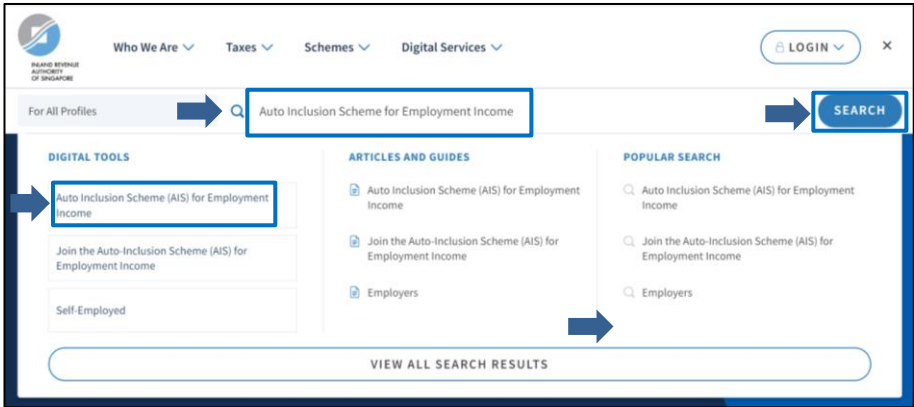 Who We Are
Taxes
Schemes
Digital Services
LOGIN
INLAND REVENUE
AUTHORITY
OF SINGAPORE
For All Profiles
Auto Inclusion Scheme for Employment Income
SEARCH
DIGITAL TOOLS
Auto Inclusion Scheme (AIS) for Employment
Income
Join the Auto-Inclusion Scheme (AIS) for
Employment Income
Self-Employed
ARTICLES AND GUIDES
Auto Inclusion Scheme (AIS) for Employment
Income
Join the Auto-Inclusion Scheme (AIS) for
Employment Income
Employers
POPULAR SEARCH
Auto Inclusion Scheme (AIS) for Employment
Income
Join the Auto-Inclusion Scheme (AIS) for
Employment Income
Employers
VIEW ALL SEARCH RESULTS